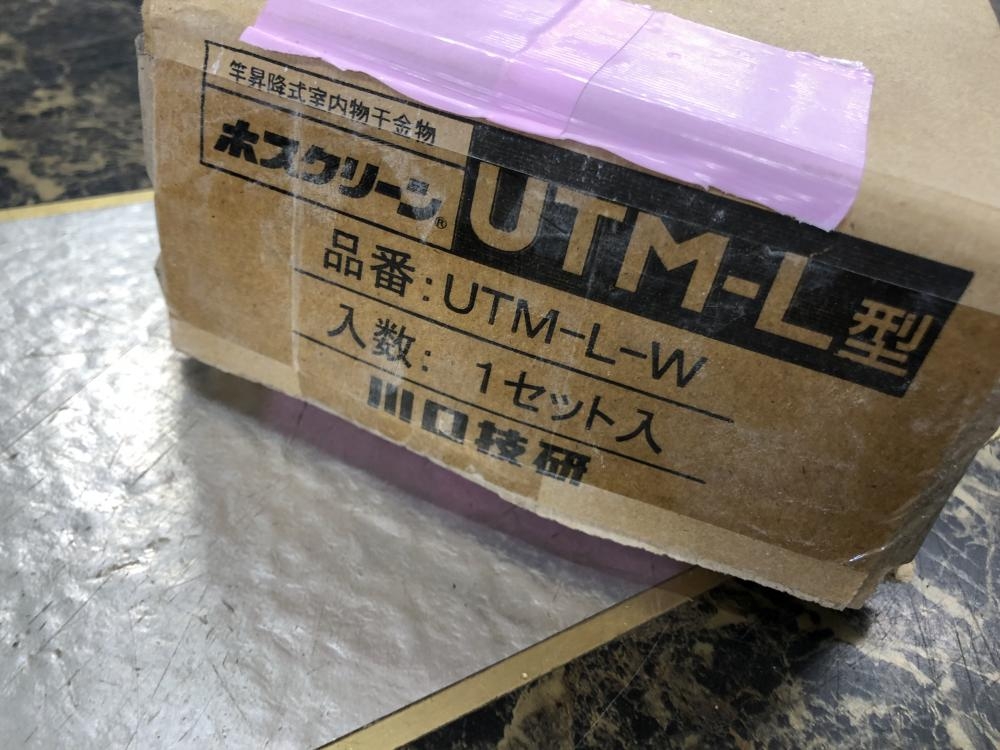 竿昇降式室内物干金物
ホスクリーン®
UTM-L型
品番:UTM-L-W
入数: 1セット入
川口技研